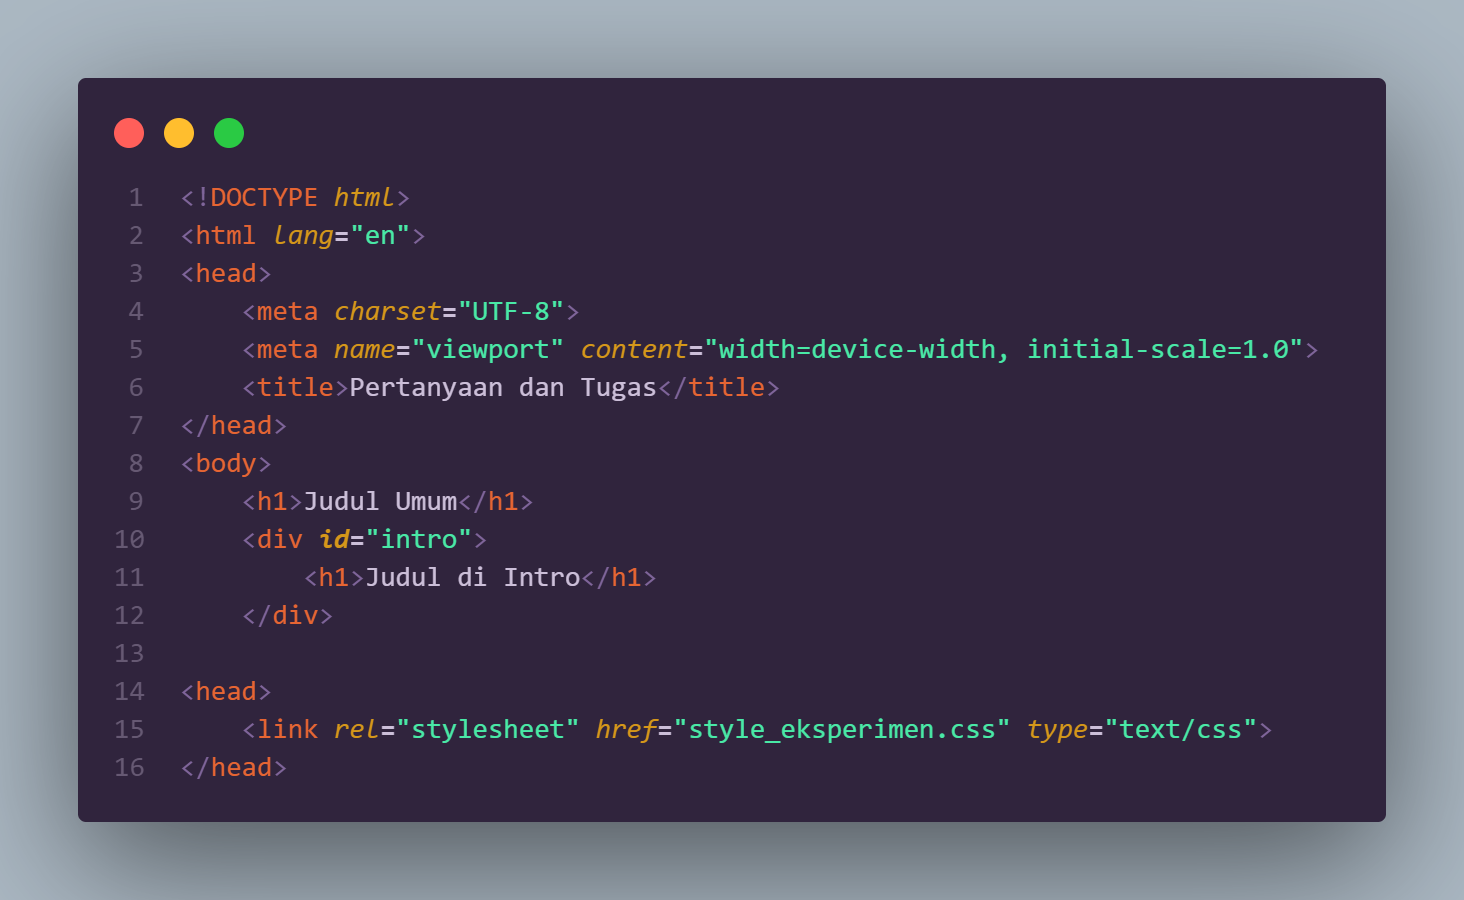 1 <!DOCTYPE html>
2 <html lang="en">
3 <head>
4     <meta charset="UTF-8">
5     <meta name="viewport" content="width=device-width, initial-scale=1.0">
6     <title>Pertanyaan dan Tugas</title>
7 </head>
8 <body>
9     <h1>Judul Umum</h1>
10     <div id="intro">
11         <h1>Judul di Intro</h1>
12     </div>
13
14 <head>
15     <link rel="stylesheet" href="style_eksperimen.css" type="text/css">
16 </head>